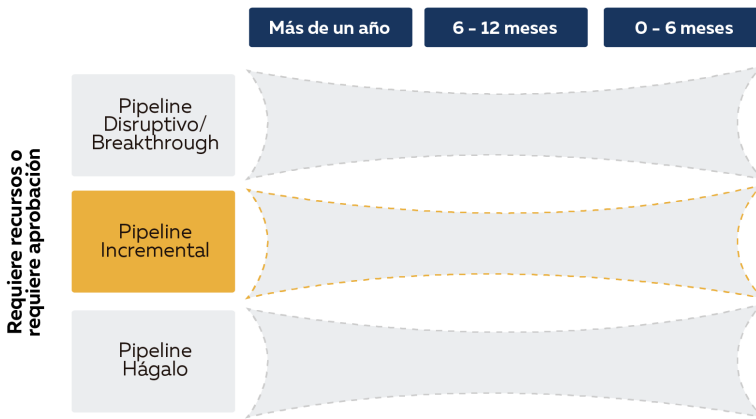 Más de un año
6 - 12 meses
0 - 6 meses
Requiere recursos o
requiere aprobación
Pipeline
Disruptivo/
Breakthrough
Pipeline
Incremental
Pipeline
Hágalo